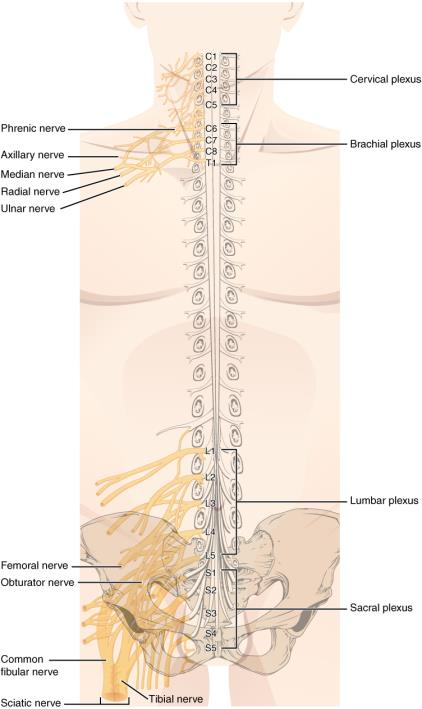 C1
C2
C3
C4
C5
C6
C7
C8
T1
Cervical plexus
Brachial plexus
Phrenic nerve
Axillary nerve
Median nerve
Radial nerve
Ulnar nerve
L1
L2
L3
L4
L5
Lumbar plexus
S1
S2
S3
S4
S5
Sacral plexus
Femoral nerve
Obturator nerve
Common
fibular nerve
Tibial nerve
Sciatic nerve